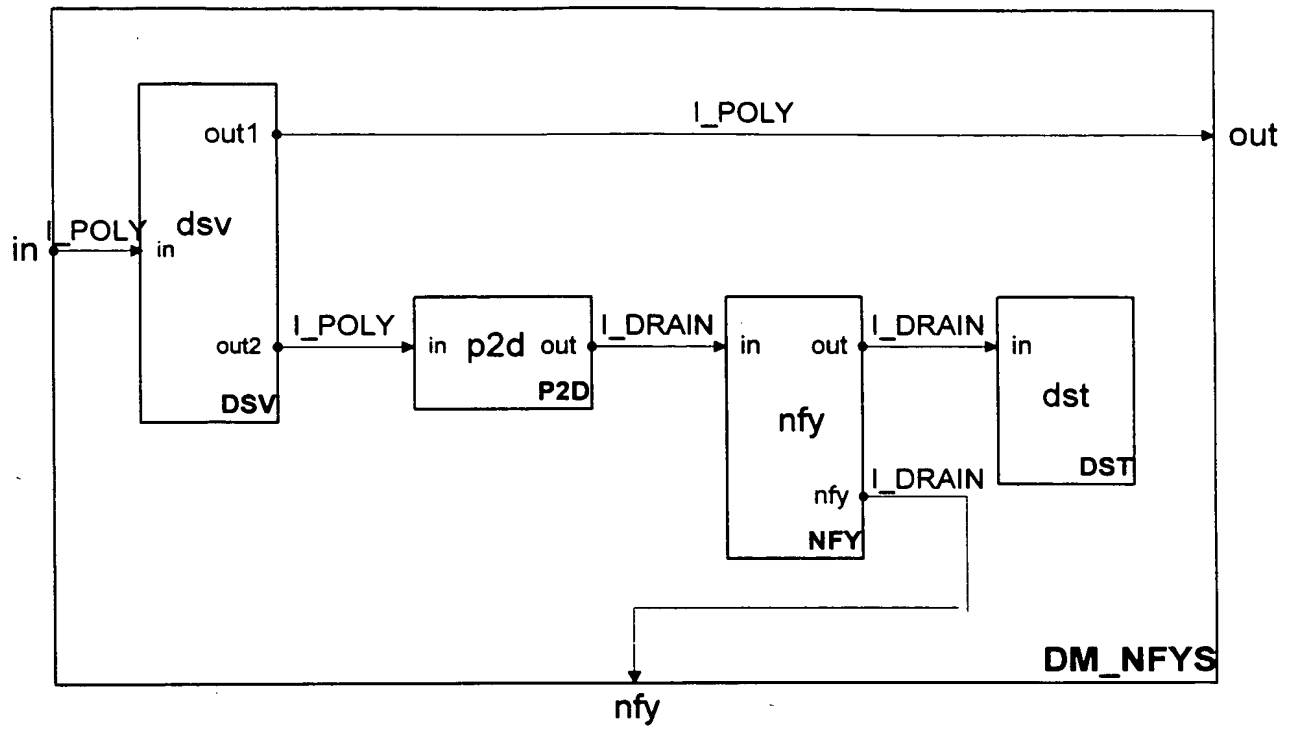 I_POLY
out1
out
I_POLY
dsv
in
in
I_POLY
I_DRAIN
I_DRAIN
out2
in
p2d
out
in
out
in
P2D
dst
DSV
nfy
DST
I_DRAIN
nfy
NFY
DM_NFYS
nfy